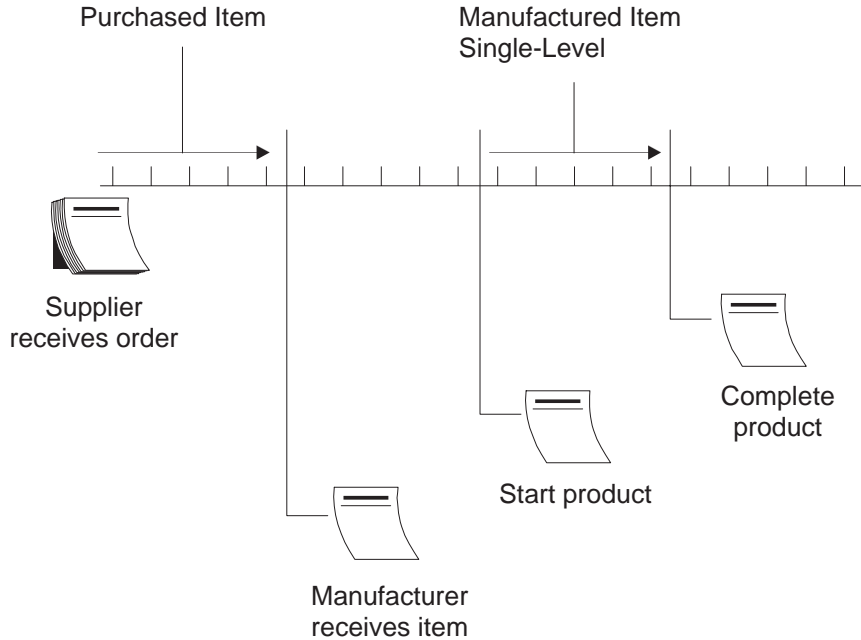 Purchased Item
Manufactured Item
Single-Level
Supplier
receives order
Complete
product
Start product
Manufacturer
receives item